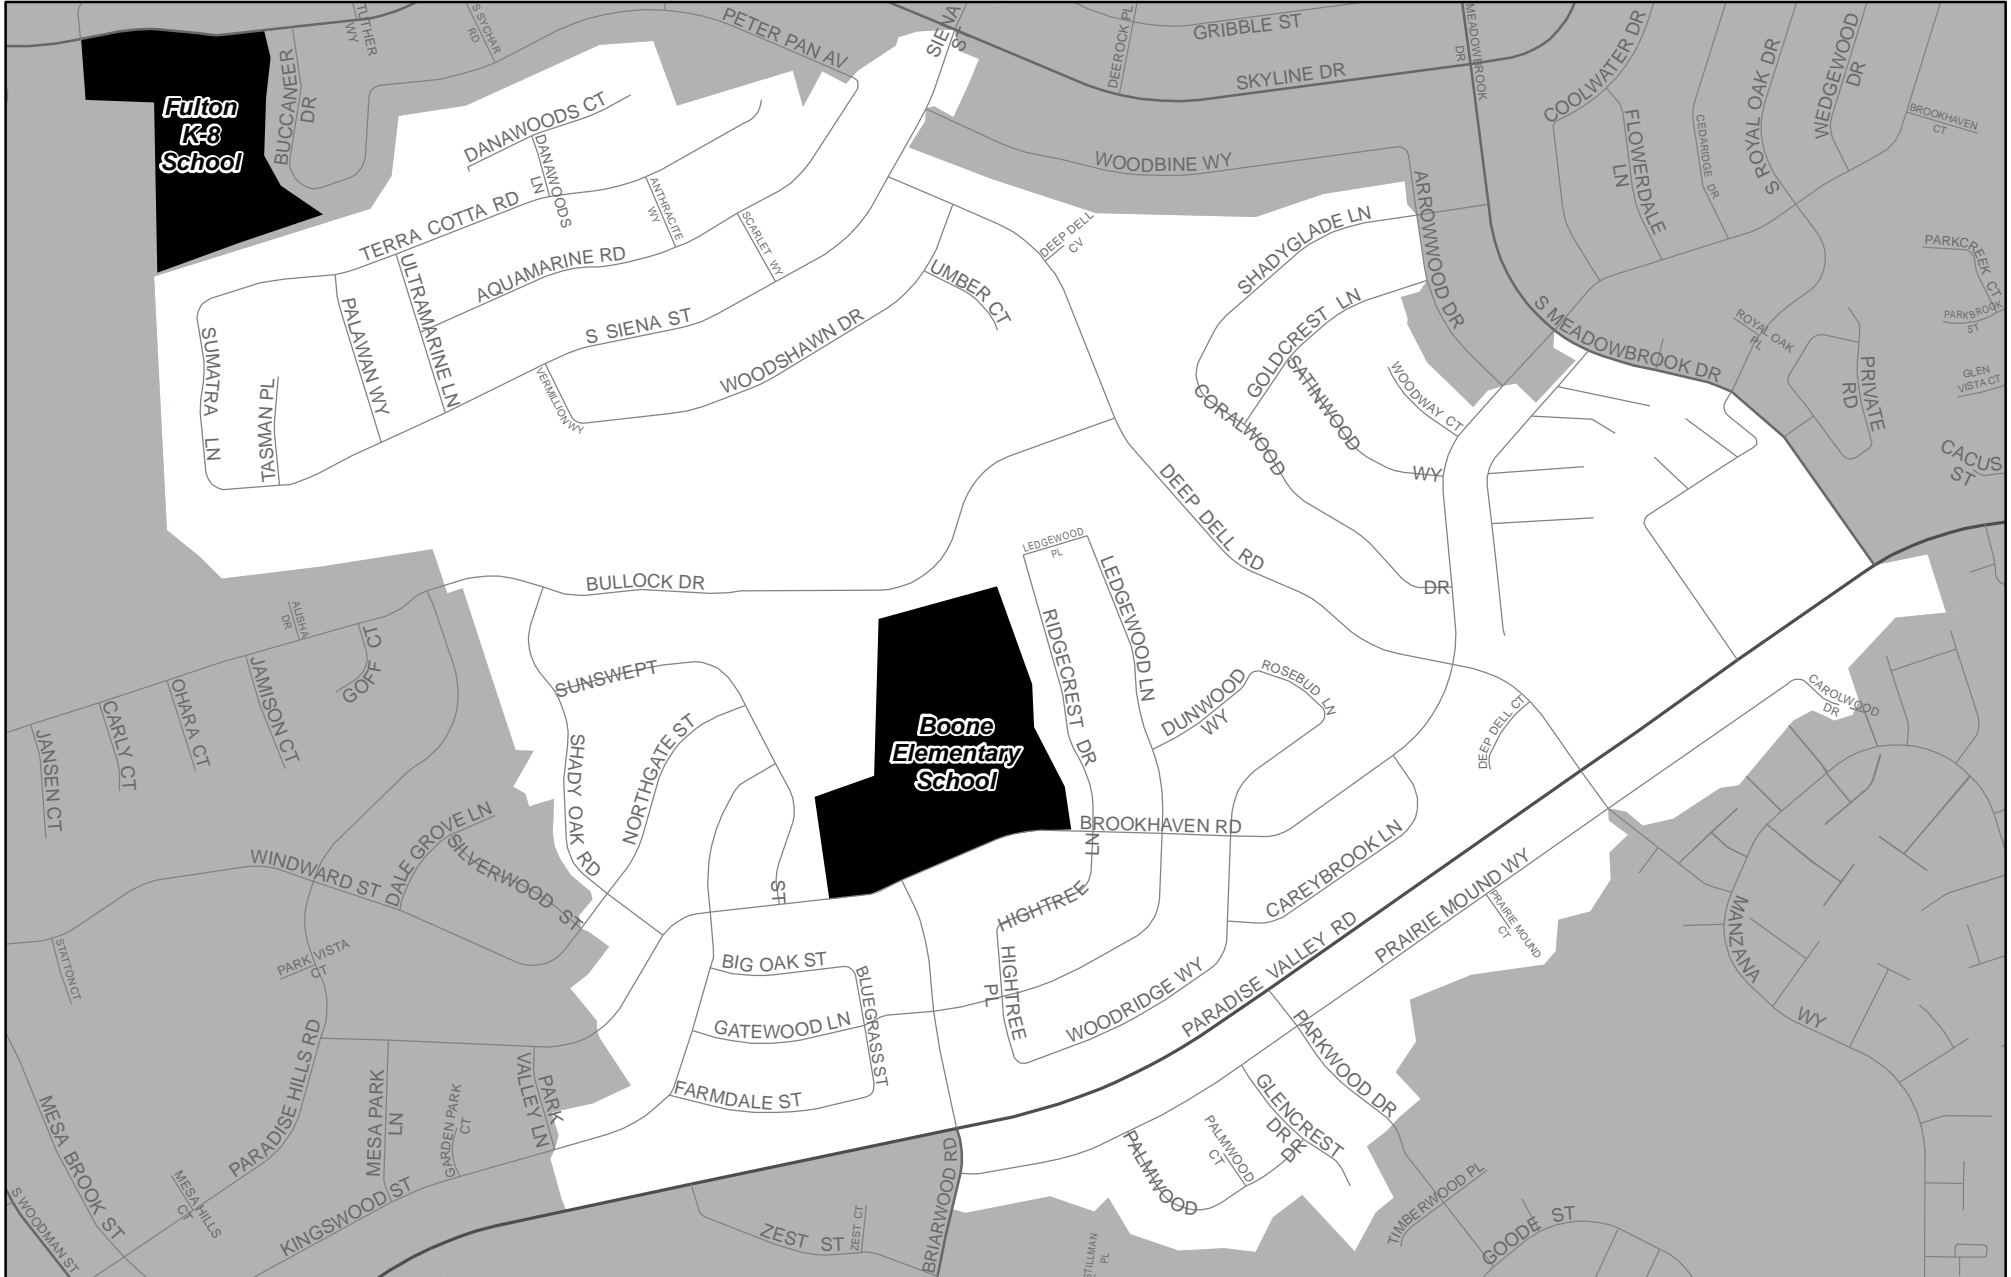 TUTHER
WY
S SYCHAR
RD
PETER PAN AV
SIENA
ST
DEEROCK PL
GRIBBLE ST
SKYLINE DR
MEADOWBROOK
DR
COOLWATER DR
S ROYAL OAK DR
WEDGEWOOD
DR
BROOKHAVEN
CT
Fulton
K-8
School
BUCCANEER
DR
DANAWOODS CT
DANAWOODS
LN
WOODBINE WY
ARROWWOOD DR
FLOWERDALE
LN
CEDARIDGE DR
TERRA COTTA RD
ANTHRACITE
WY
SCARLET WY
DEEP DELL
CV
SHADYGLADE LN
PARKCREEK CT
PARKBROOK
ST
AQUAMARINE RD
ULTRAMARINE LN
PALAWAN WY
SUMATRA LN
TASMAN PL
S SIENA ST
UMBER CT
WOODSHAWN DR
VERMILLION WY
GOLDCREST LN
SATINWOOD
WY
CORALWOOD
DR
WOODWAY CT
S MEADOWBROOK DR
ROYAL OAK
PL
PRIVATE
RD
GLEN
VISTA CT
CACUS
ST
DEEP DELL RD
BULLOCK DR
LEDGEWOOD
PL
LEDGEWOOD LN
RIDGECREST DR
ALISHA
DR
GOFF CT
JAMISON CT
OHARA CT
CARLY CT
JANSEN CT
SUNSWEPT
ST
SHADY OAK RD
NORTHGATE ST
Boone
Elementary
School
DUNWOOD
WY
ROSEBUD LN
DEEP DELL CT
CAROLWOOD
DR
BROOKHAVEN RD
LN
HIGHTREE
HIGHTREE
PL
CAREYBROOK LN
WINDWARD ST
DALE GROVE LN
SILVERWOOD ST
STATTON CT
PARK VISTA
CT
BIG OAK ST
BLUEGRASS ST
GATEWOOD LN
FARMDALE ST
WOODRIDGE WY
PARADISE VALLEY RD
PRAIRIE MOUND WY
PRAIRIE MOUND
CT
MANZANA
WY
PARADISE HILLS RD
MESA PARK
LN
GARDEN PARK
CT
PARK
VALLEY LN
MESA BROOK ST
MESA HILLS
CT
S WOODMAN ST
KINGSWOOD ST
PARKWOOD DR
GLENCREST
DR
PALMWOOD
DR
PALMWOOD
CT
ZEST ST
ZEST CT
BRIARWOOD RD
STILLMAN
PL
TIMBERWOOD PL
GOODE ST